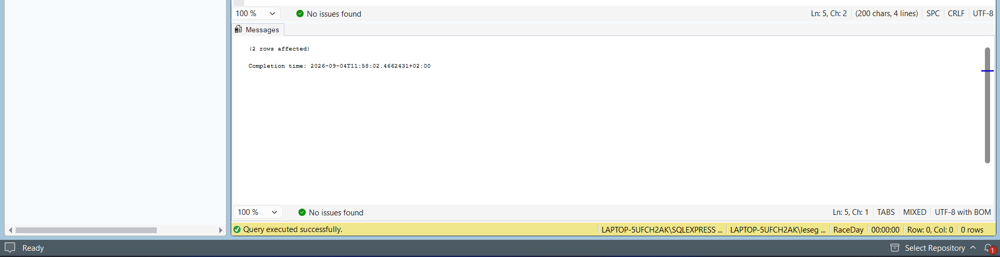 100 % No issues found Ln: 5, Ch: 2 (200 chars, 4 lines) SPC CRLF UTF-8
Messages
(2 rows affected)
Completion time: 2026-09-04T11:58:02.4662431+02:00
100 % No issues found Ln: 5, Ch: 1 TABS MIXED UTF-8 with BOM
Query executed successfully. LAPTOP-5UFCH2AK\SQLEXPRESS ... LAPTOP-5UFCH2AK\leseg ... RaceDay 00:00:00 Row: 0, Col: 0 0 rows
Ready Select Repository 1